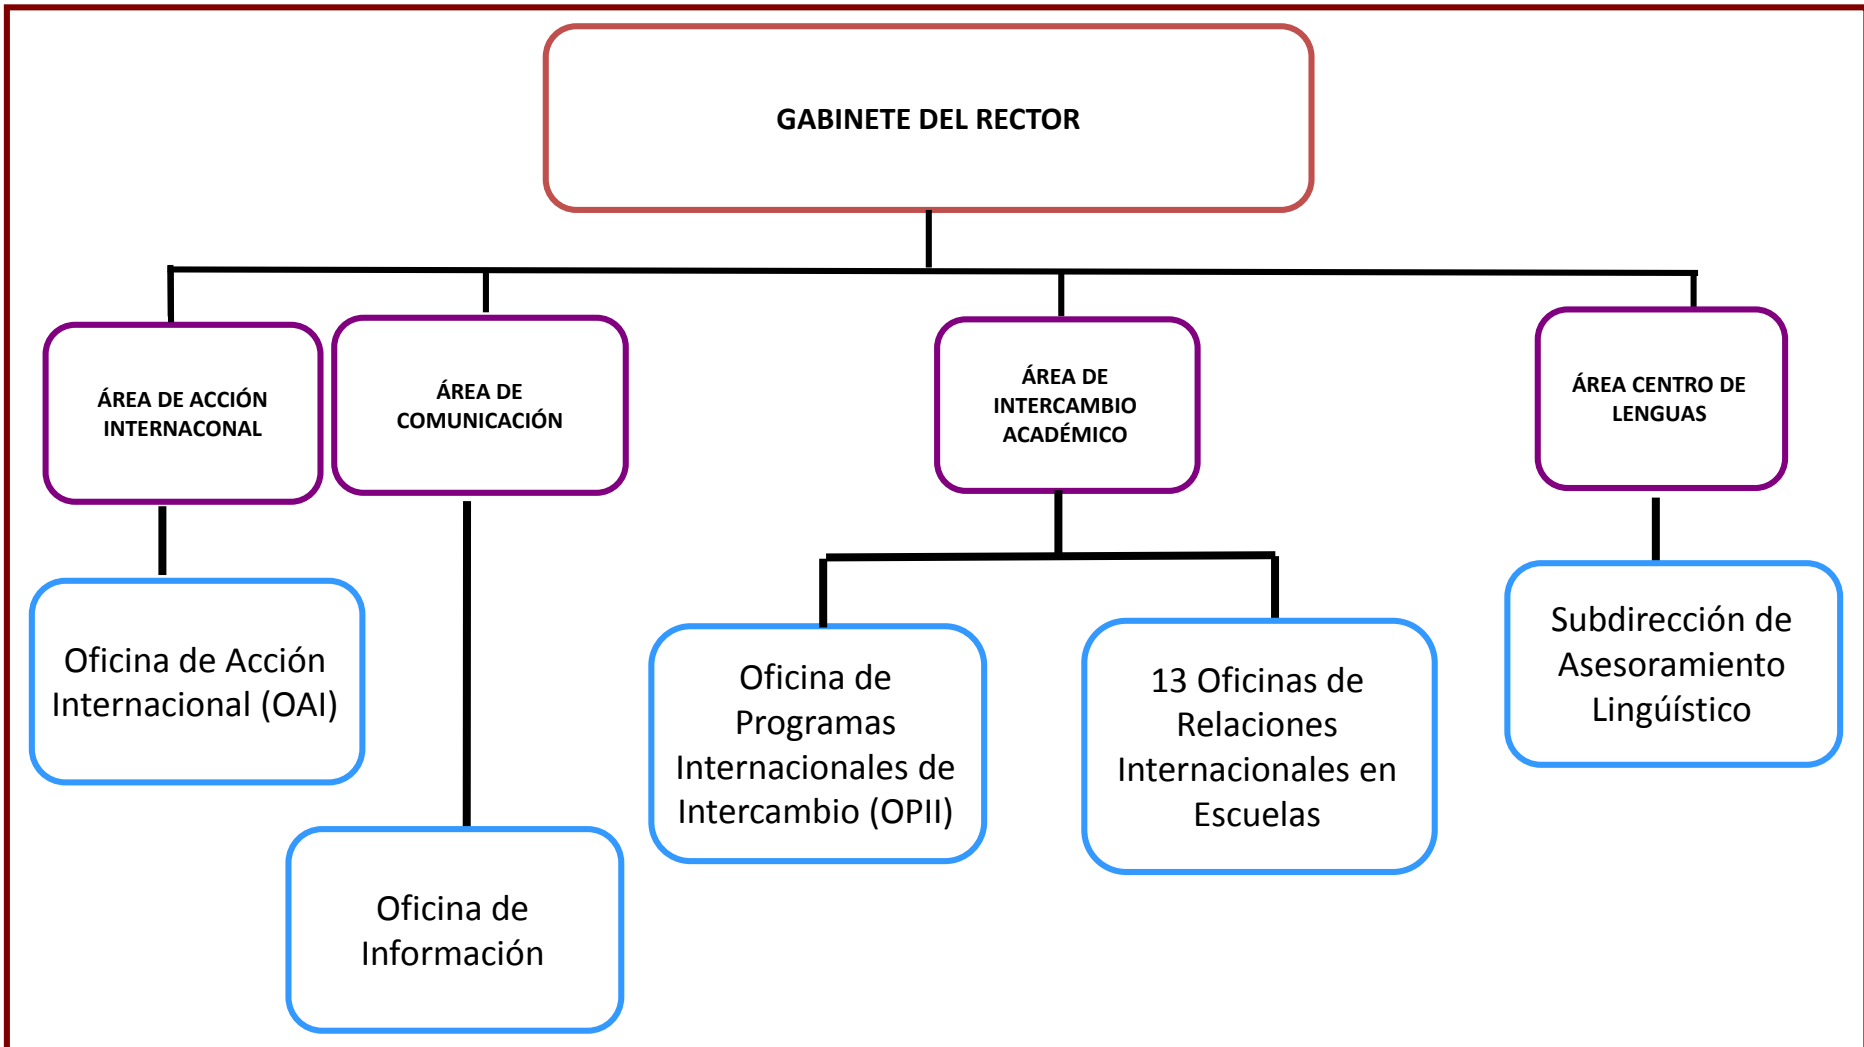 GABINETE DEL RECTOR
ÁREA DE ACCIÓN
INTERNACONAL
ÁREA DE
COMUNICACIÓN
ÁREA DE
INTERCAMBIO
ACADÉMICO
ÁREA CENTRO DE
LENGUAS
Oficina de Acción
Internacional (OAI)
Oficina de
Información
Oficina de
Programas
Internacionales de
Intercambio (OPII)
13 Oficinas de
Relaciones
Internacionales en
Escuelas
Subdirección de
Asesoramiento
Lingúístico